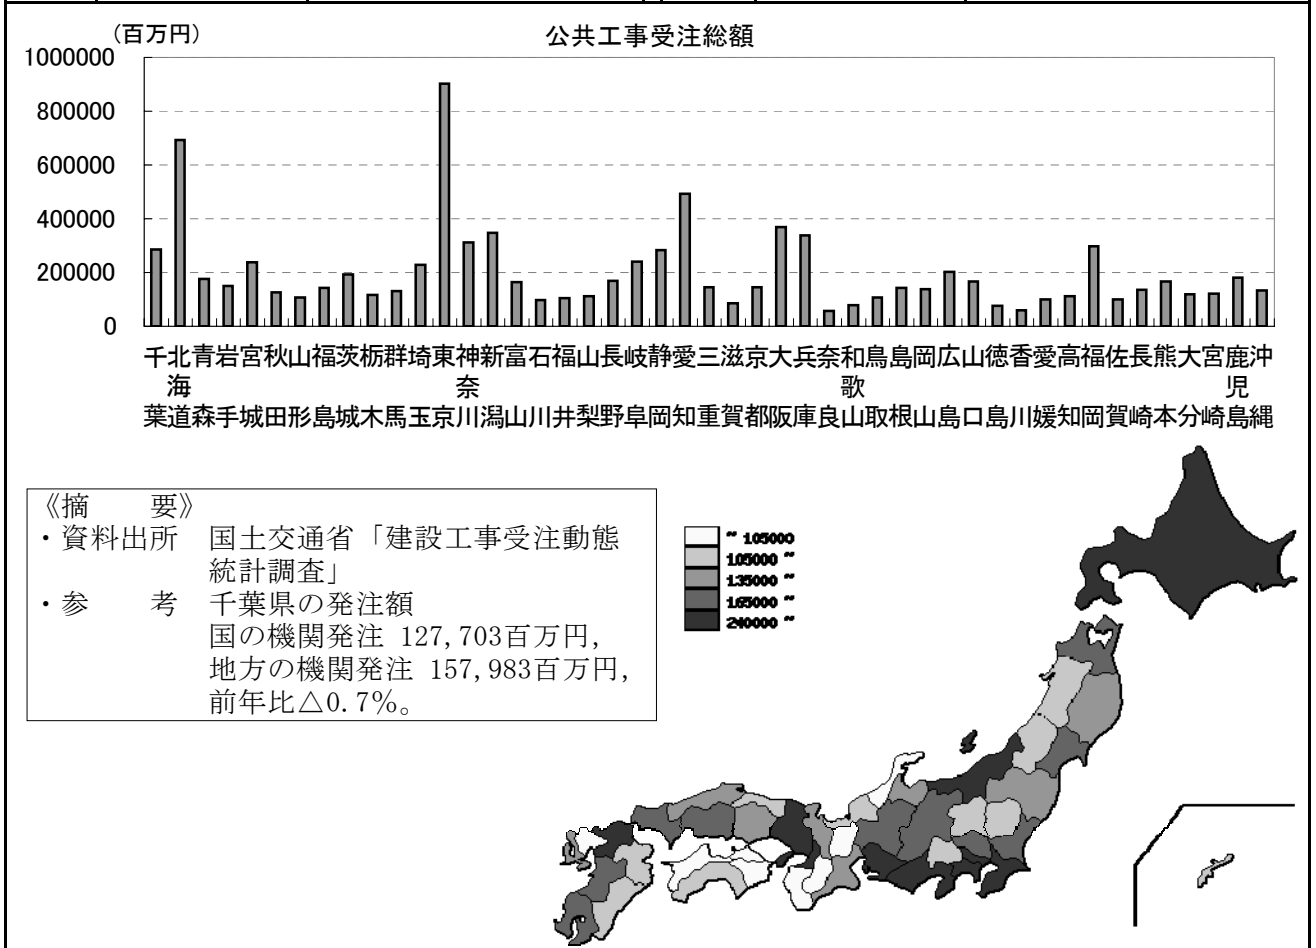 (百万円)
公共工事受注総額
1000000
800000
600000
400000
200000
0
千葉 北海道 青森 岩手 宮城 秋田 山形 福島 茨城 栃木 群馬 埼玉 東京 神奈川 新潟 富山 石川 福井 山梨 長野 岐阜 静岡 愛知 三重 滋賀 京都 大阪 兵庫 奈良 和歌山 鳥取 島根 岡山 広島 山口 徳島 香川 愛媛 高知 福岡 佐賀 長崎 熊本 大分 宮崎 鹿児島 沖縄
《摘　　要》
・資料出所　国土交通省「建設工事受注動態
統計調査」
・参　　考　千葉県の発注額
国の機関発注 127,703百万円,
地方の機関発注 157,983百万円,
前年比△0.7%。
~ 105000
105000 ~
135000 ~
165000 ~
240000 ~